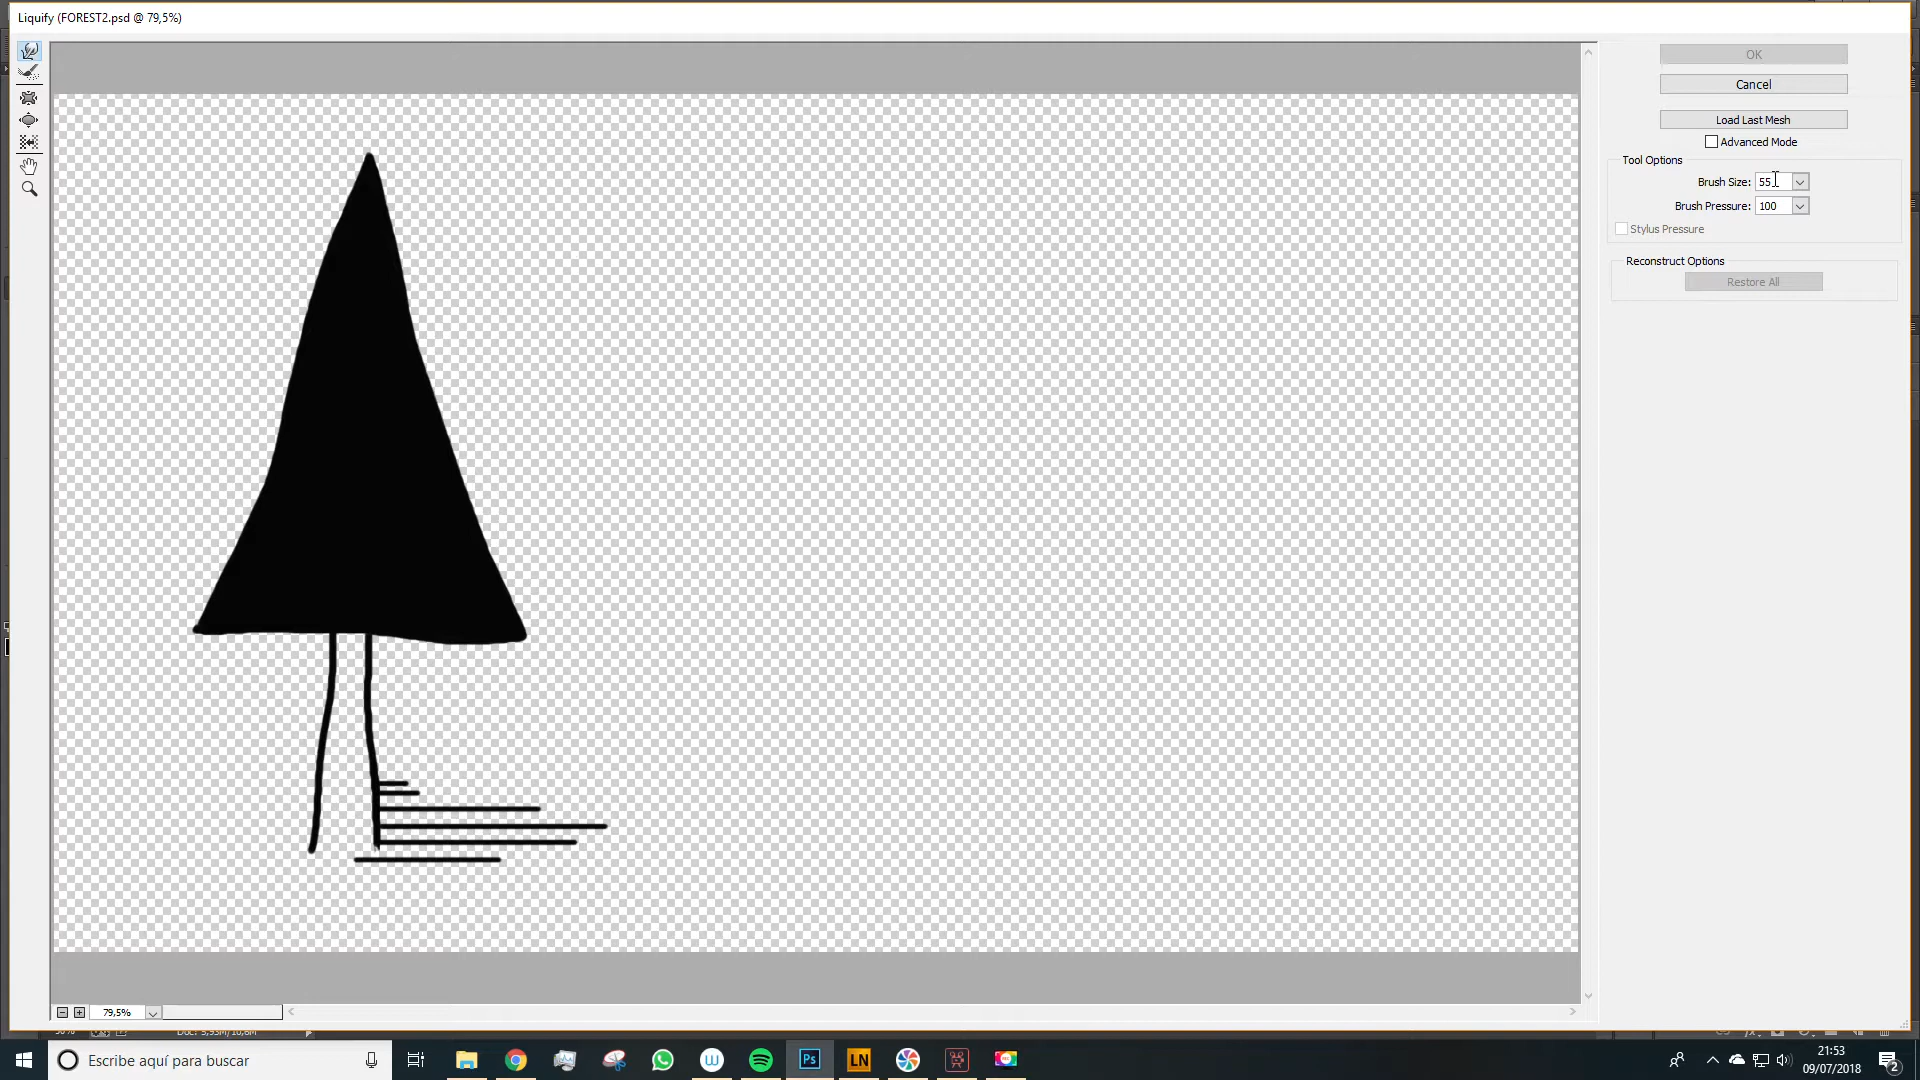 Liquify (FOREST2.psd @ 79,5%)
OK
Cancel
Load Last Mesh
Advanced Mode
Tool Options
Brush Size: 55
Brush Pressure: 100
Stylus Pressure
Reconstruct Options
Restore All
79,5%
Escribe aquí para buscar
W
Ps
LN
21:53
09/07/2018
2